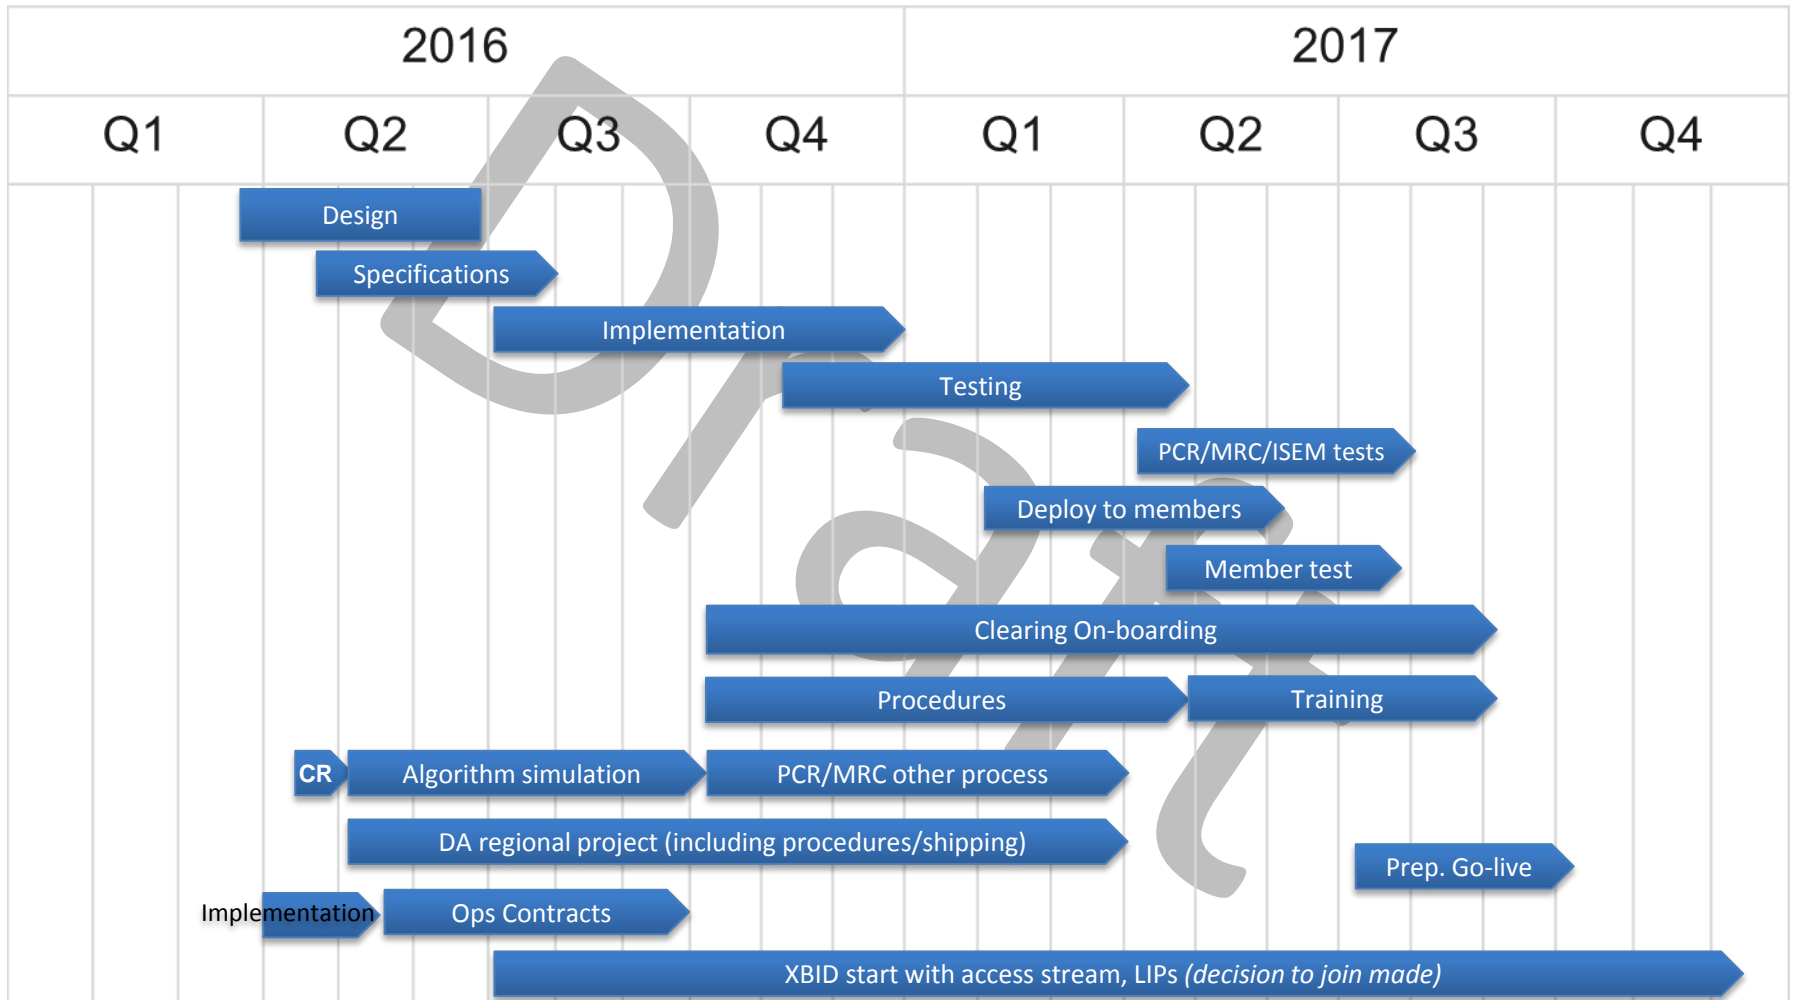 2016 2017
Q1 Q2 Q3 Q4 Q1 Q2 Q3 Q4
Design
Specifications
Implementation
Testing
PCR/MRC/ISEM tests
Deploy to members
Member test
Clearing On-boarding
Procedures Training
CR Algorithm simulation PCR/MRC other process
DA regional project (including procedures/shipping)
Prep. Go-live
Implementation Ops Contracts
XBID start with access stream, LIPs (decision to join made)
Draft